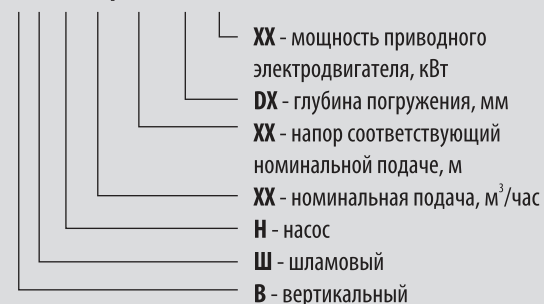 XX - мощность приводного
электродвигателя, кВт
DX - глубина погружения, мм
XX - напор соответствующий
номинальной подаче, м
XX - номинальная подача, м³/час
Н - насос
Ш - шламовый
В - вертикальный